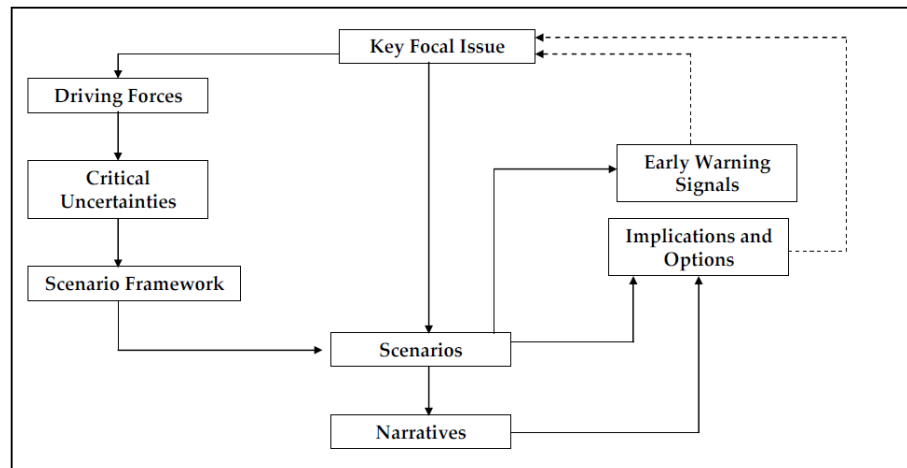 Key Focal Issue
Driving Forces
Critical
Uncertainties
Scenario Framework
Early Warning
Signals
Implications and
Options
Scenarios
Narratives